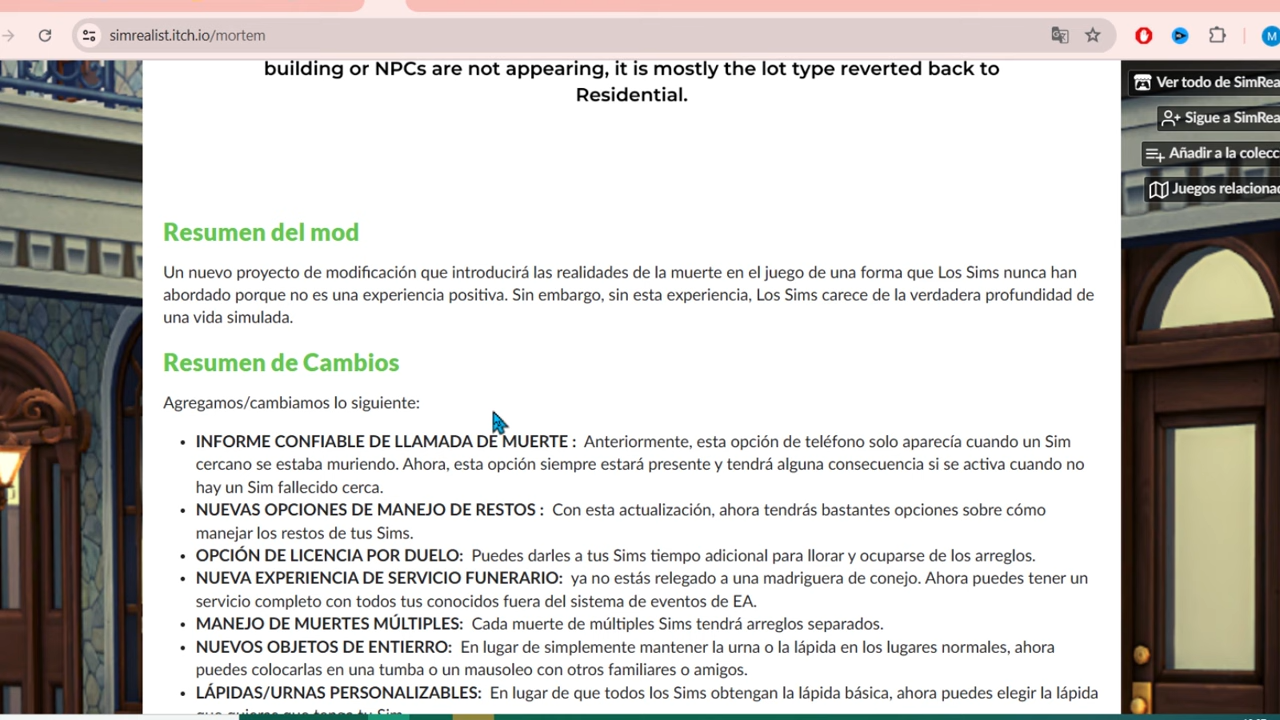 simrealist.itch.io/mortem
M
building or NPCs are not appearing, it is mostly the lot type reverted back to
Residential.
Ver todo de SimRea
Sigue a SimRea
Añadir a la colecc
Juegos relaciona
Resumen del mod
Un nuevo proyecto de modificación que introducirá las realidades de la muerte en el juego de una forma que Los Sims nunca han
abordado porque no es una experiencia positiva. Sin embargo, sin esta experiencia, Los Sims carece de la verdadera profundidad de
una vida simulada.
Resumen de Cambios
Agregamos/cambiamos lo siguiente:
• INFORME CONFIABLE DE LLAMADA DE MUERTE : Anteriormente, esta opción de teléfono solo aparecía cuando un Sim
cercano se estaba muriendo. Ahora, esta opción siempre estará presente y tendrá alguna consecuencia si se activa cuando no
hay un Sim fallecido cerca.
• NUEVAS OPCIONES DE MANEJO DE RESTOS : Con esta actualización, ahora tendrás bastantes opciones sobre cómo
manejar los restos de tus Sims.
• OPCIÓN DE LICENCIA POR DUELO: Puedes darles a tus Sims tiempo adicional para llorar y ocuparse de los arreglos.
• NUEVA EXPERIENCIA DE SERVICIO FUNERARIO: ya no estás relegado a una madriguera de conejo. Ahora puedes tener un
servicio completo con todos tus conocidos fuera del sistema de eventos de EA.
• MANEJO DE MUERTES MÚLTIPLES: Cada muerte de múltiples Sims tendrá arreglos separados.
• NUEVOS OBJETOS DE ENTIERRO: En lugar de simplemente mantener la urna o la lápida en los lugares normales, ahora
puedes colocarlas en una tumba o un mausoleo con otros familiares o amigos.
• LÁPIDAS/URNAS PERSONALIZABLES: En lugar de que todos los Sims obtengan la lápida básica, ahora puedes elegir la lápida
que quieres que tenga tu Sim.